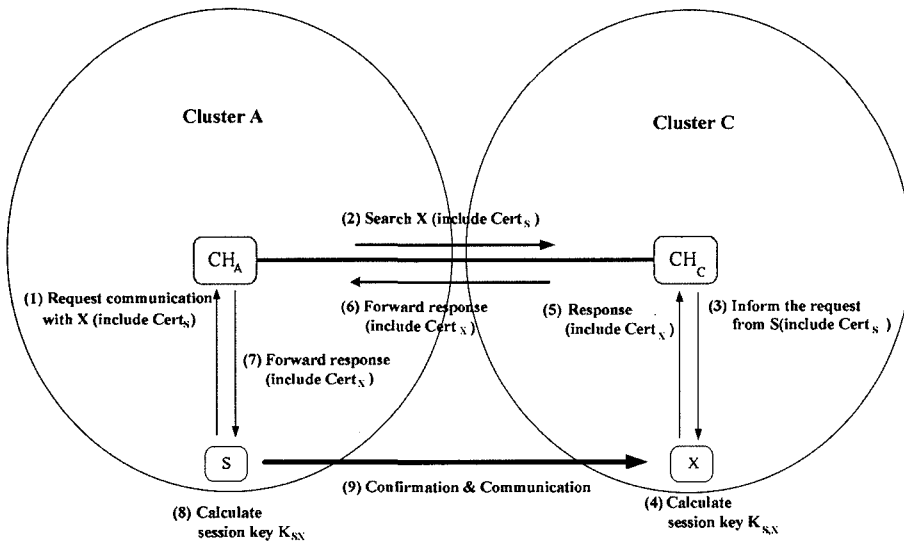 Cluster A
Cluster C
(2) Search X (include Cert_S)
CH_A
CH_C
(1) Request communication
with X (include Cert_S)
(6) Forward response
(include Cert_X)
(5) Response
(include Cert_X)
(3) Inform the request
from S(include Cert_S)
(7) Forward response
(include Cert_X)
S
X
(9) Confirmation & Communication
(8) Calculate
session key K_SX
(4) Calculate
session key K_S,X